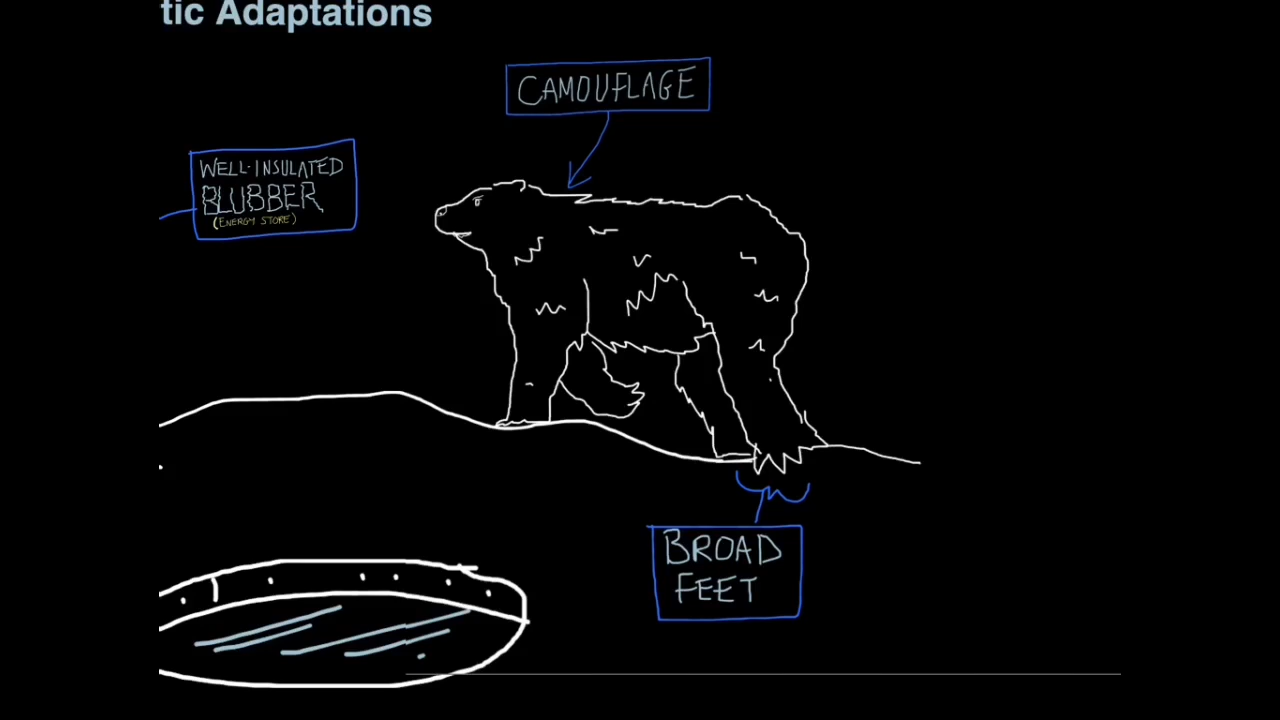 tic Adaptations
CAMOUFLAGE
WELL-INSULATED
BLUBBER
(ENERGY STORE)
BROAD
FEET